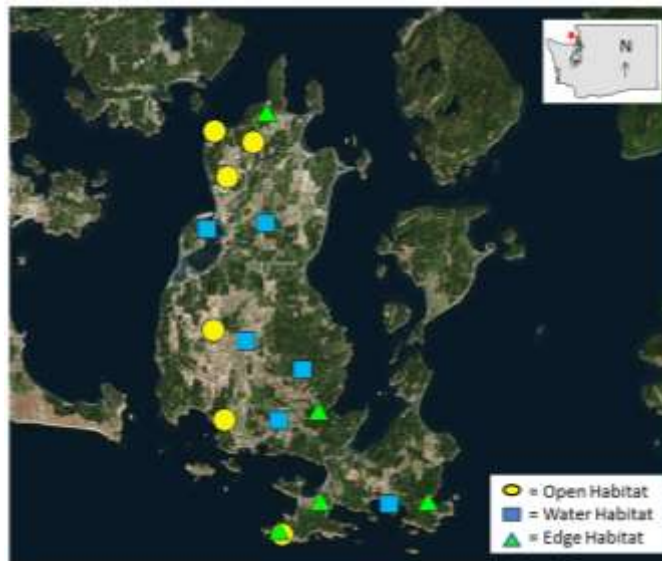 N
= Open Habitat
= Water Habitat
= Edge Habitat